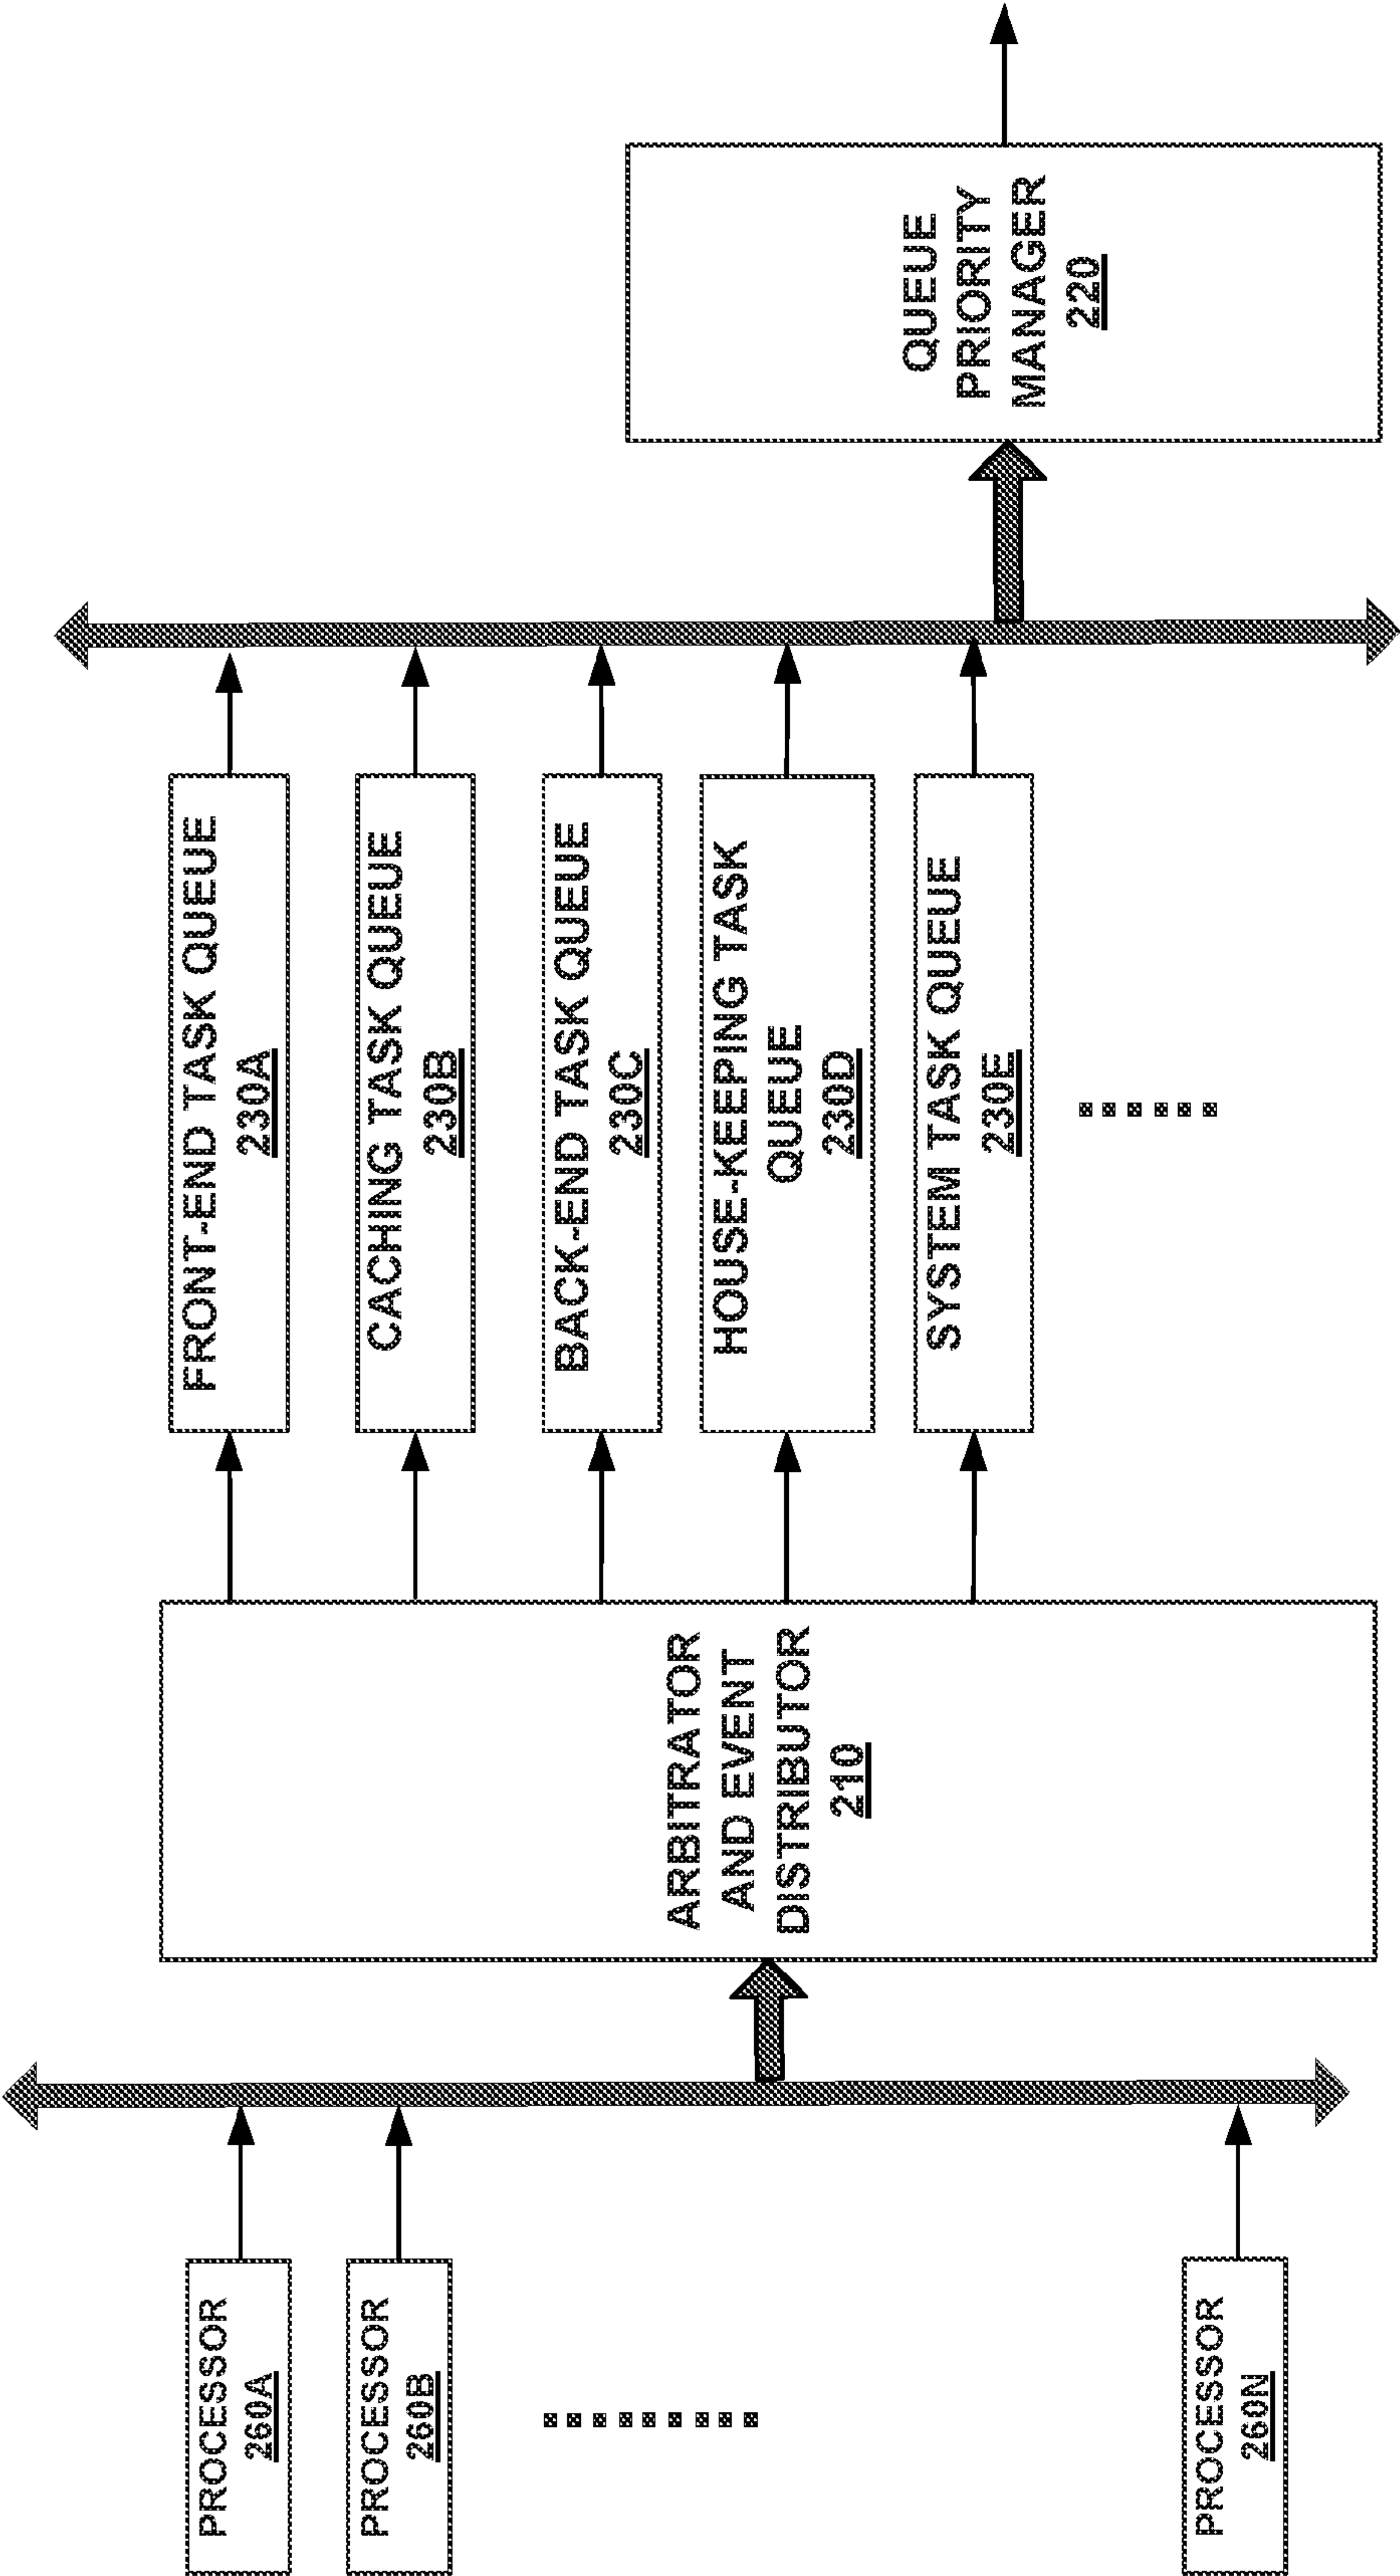 PROCESSOR
260A
PROCESSOR
260B
PROCESSOR
260N
ARBITRATOR
AND EVENT
DISTRIBUTOR
210
FRONT-END TASK QUEUE
230A
CACHING TASK QUEUE
230B
BACK-END TASK QUEUE
230C
HOUSE-KEEPING TASK
QUEUE
230D
SYSTEM TASK QUEUE
230E
QUEUE
PRIORITY
MANAGER
220